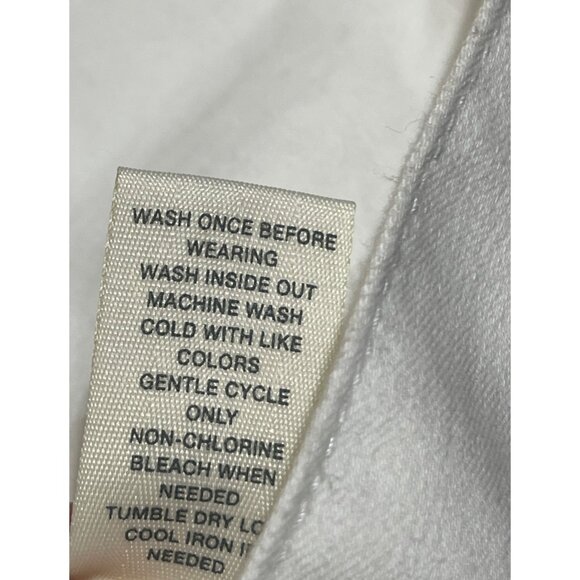 WASH ONCE BEFORE
WEARING
WASH INSIDE OUT
MACHINE WASH
COLD WITH LIKE
COLORS
GENTLE CYCLE
ONLY
NON-CHLORINE
BLEACH WHEN
NEEDED
TUMBLE DRY
COOL IRON
NEEDED